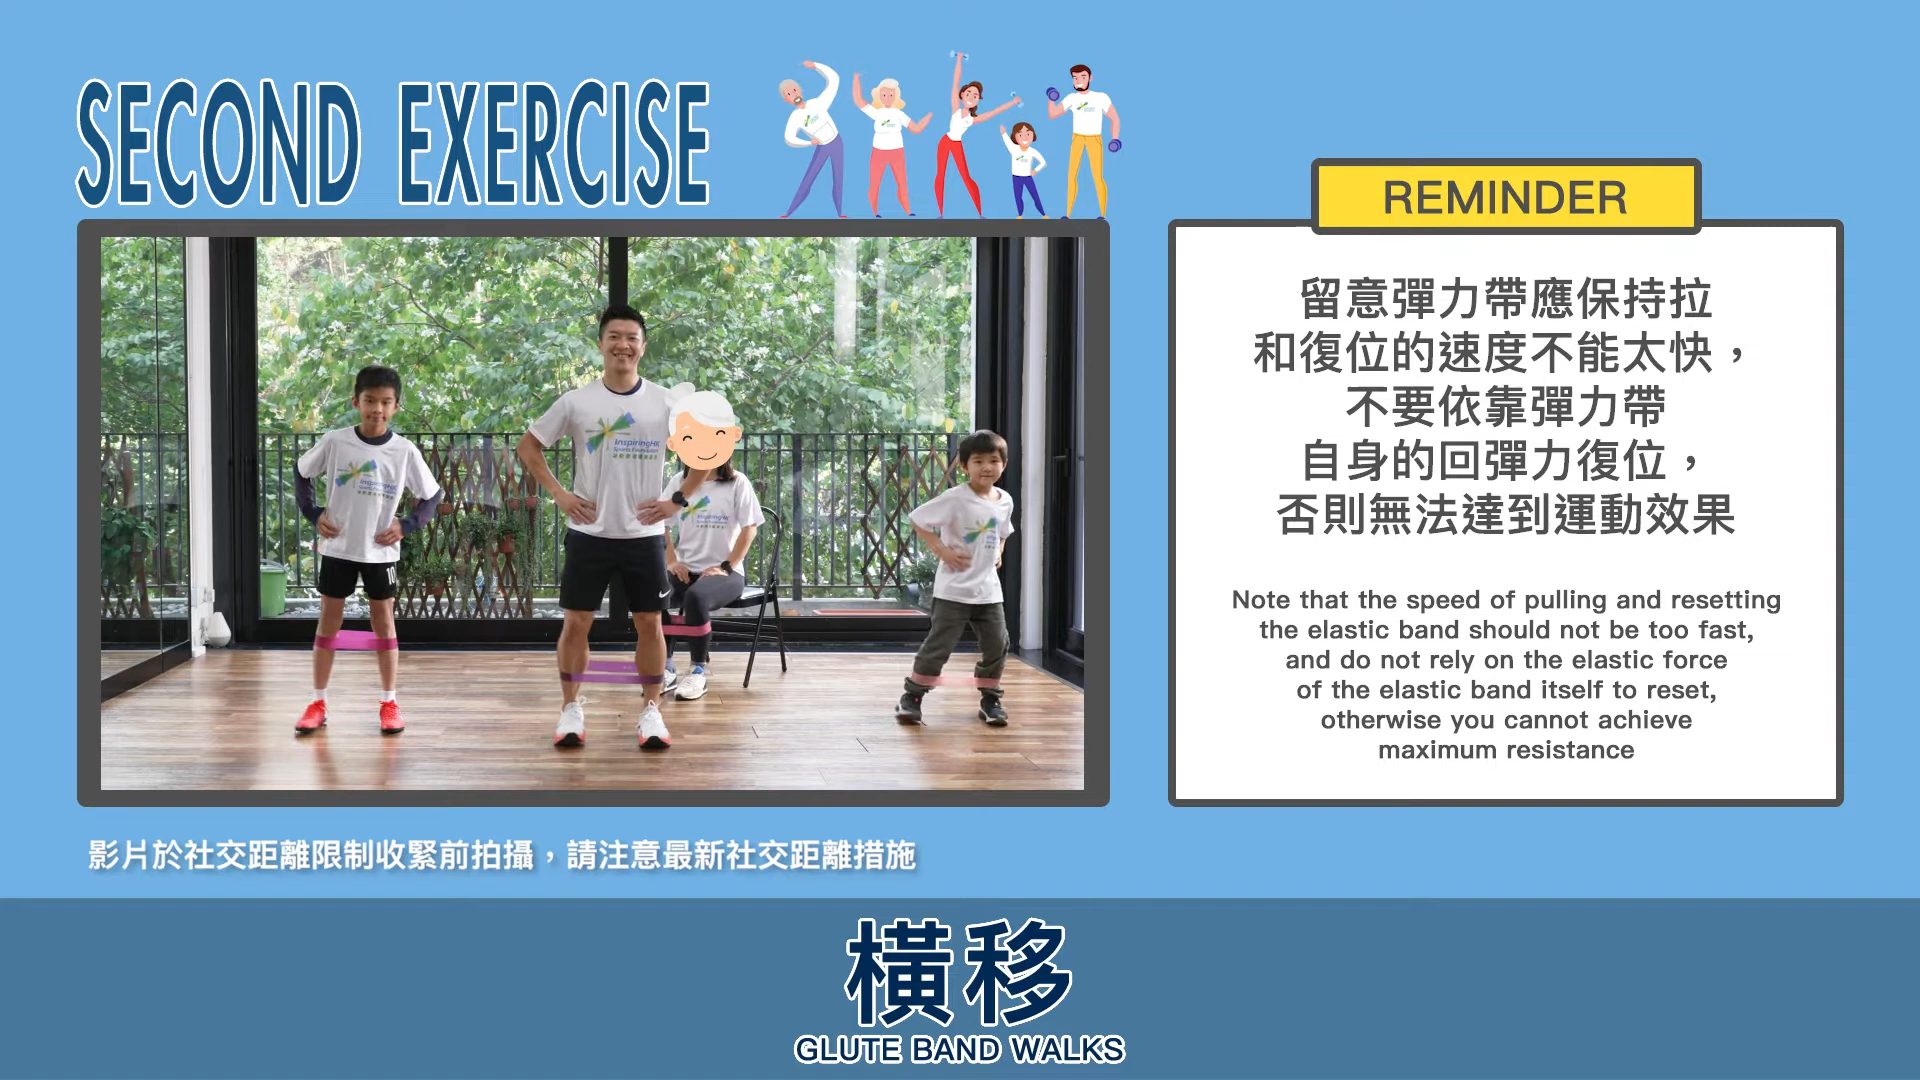 SECOND EXERCISE
REMINDER
留意彈力帶應保持拉
和復位的速度不能太快，
不要依靠彈力帶
自身的回彈力復位，
否則無法達到運動效果
Note that the speed of pulling and resetting
the elastic band should not be too fast,
and do not rely on the elastic force
of the elastic band itself to reset,
otherwise you cannot achieve
maximum resistance
InspiringHK
Sports Foundation
10
影片於社交距離限制收緊前拍攝，請注意最新社交距離措施
橫移
GLUTE BAND WALKS